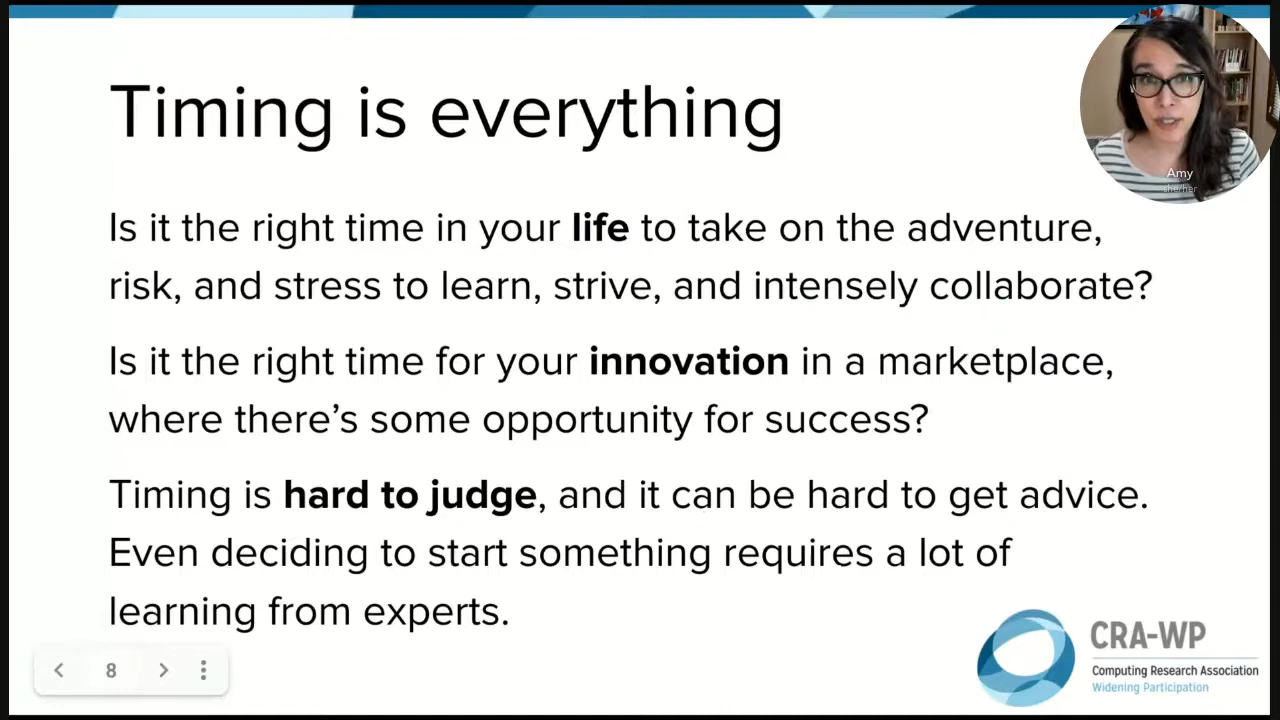 Timing is everything
Amy
she/her
Is it the right time in your life to take on the adventure,
risk, and stress to learn, strive, and intensely collaborate?
Is it the right time for your innovation in a marketplace,
where there’s some opportunity for success?
Timing is hard to judge, and it can be hard to get advice.
Even deciding to start something requires a lot of
learning from experts.
8
CRA-WP
Computing Research Association
Widening Participation